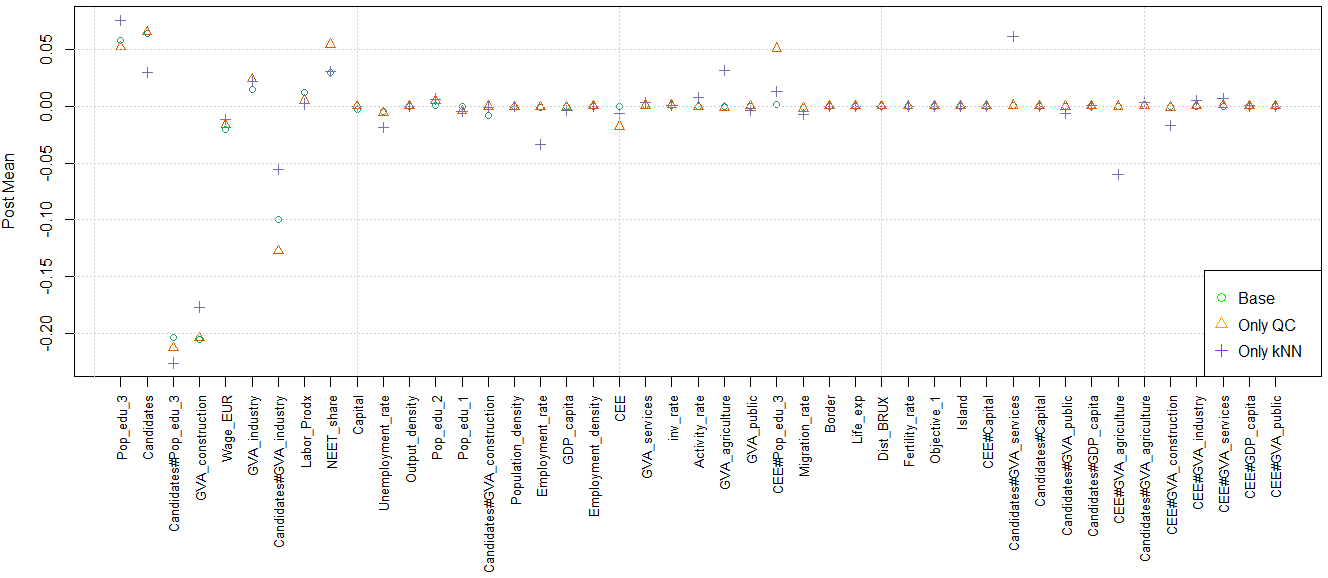 Post Mean
0.05
0.00
-0.05
-0.10
-0.15
-0.20
Base
Only QC
Only kNN
Pop_edu_3
Candidates
Candidates#Pop_edu_3
GVA_construction
Wage_EUR
GVA_industry
Candidates#GVA_industry
Labor_Prodx
NEET_share
Capital
Unemployment_rate
Output_density
Pop_edu_2
Pop_edu_1
Candidates#GVA_construction
Population_density
Employment_rate
GDP_capita
Employment_density
CEE
GVA_services
inv_rate
Activity_rate
GVA_agriculture
GVA_public
CEE#Pop_edu_3
Migration_rate
Border
Life_exp
Dist_BRUX
Fertility_rate
Objective_1
Island
CEE#Capital
Candidates#GVA_services
Candidates#Capital
Candidates#GVA_public
Candidates#GDP_capita
CEE#GVA_agriculture
Candidates#GVA_agriculture
CEE#GVA_construction
CEE#GVA_industry
CEE#GVA_services
CEE#GDP_capita
CEE#GVA_public